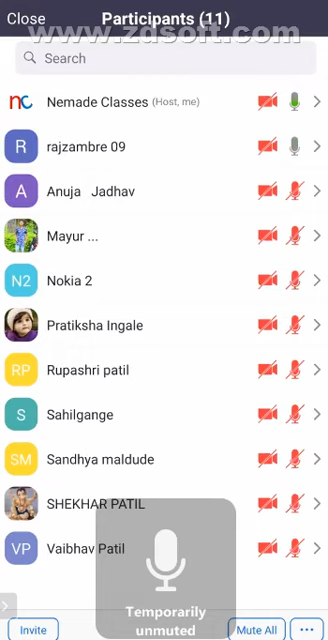 Close Participants (11)
www.zdsoft.com
Search
nc Nemade Classes (Host, me)
R rajzambre 09
A Anuja Jadhav
Mayur ...
N2 Nokia 2
Pratiksha Ingale
RP Rupashri patil
S Sahilgange
SM Sandhya maldude
SHEKHAR PATIL
VP Vaibhav Patil
Temporarily
unmuted
Invite Mute All ...